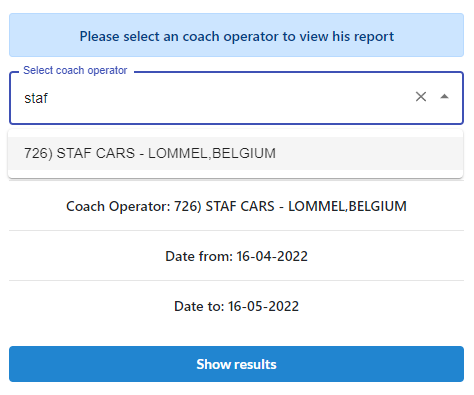 Please select an coach operator to view his report
Select coach operator
staf
726) STAF CARS - LOMMEL,BELGIUM
Coach Operator: 726) STAF CARS - LOMMEL,BELGIUM
Date from: 16-04-2022
Date to: 16-05-2022
Show results